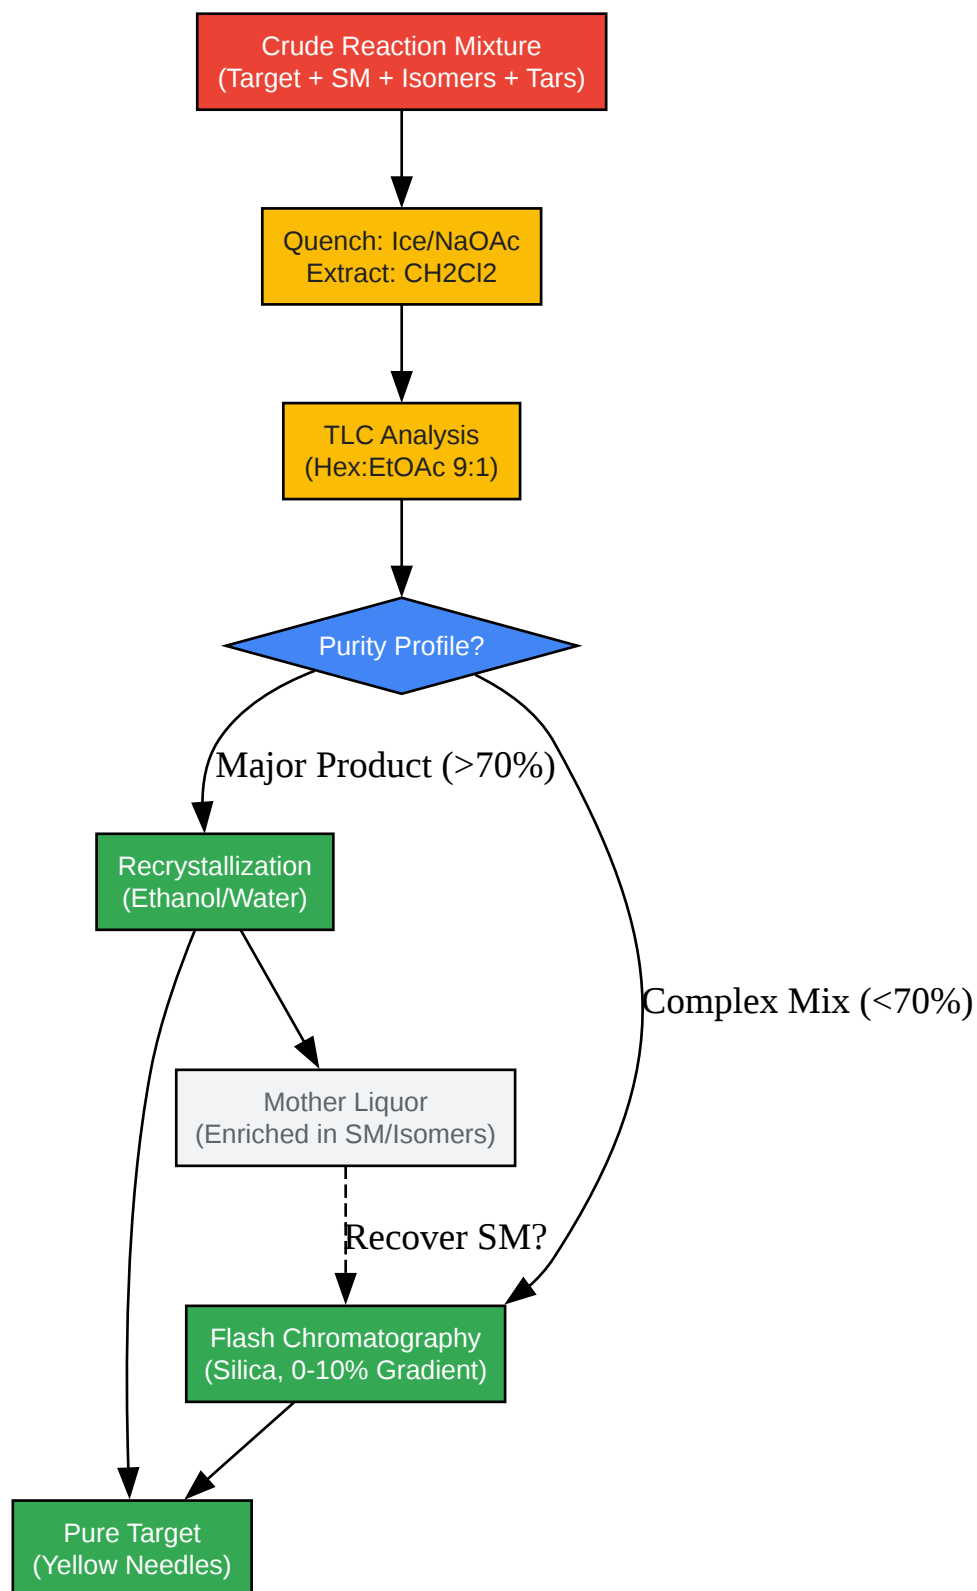 Crude Reaction Mixture
(Target + SM + Isomers + Tars)
Quench: Ice/NaOAc
Extract: CH2Cl2
TLC Analysis
(Hex:EtOAc 9:1)
Purity Profile?
Major Product (>70%)
Recrystallization
(Ethanol/Water)
Complex Mix (<70%)
Mother Liquor
(Enriched in SM/Isomers)
Recover SM?
Flash Chromatography
(Silica, 0-10% Gradient)
Pure Target
(Yellow Needles)